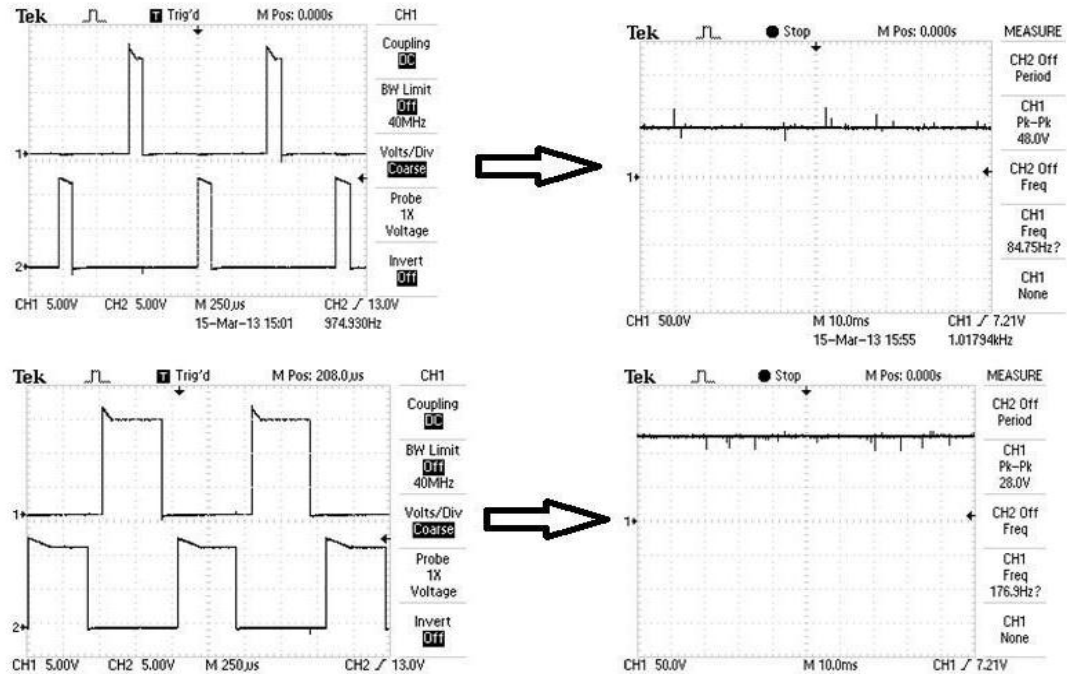 Tek Trig'd M Pos: 0.000s CH1
Coupling
DC
BW Limit
Off
40MHz
Volts/Div
Coarse
Probe
1X
Voltage
Invert
Off
1
2
CH1 5.00V CH2 5.00V M 250µs CH2 / 13.0V
15-Mar-13 15:01 974.930Hz
Tek Stop M Pos: 0.000s MEASURE
CH2 Off
Period
CH1
Pk-Pk
48.0V
CH2 Off
Freq
CH1
Freq
84.75Hz?
CH1
None
1
CH1 50.0V M 10.0ms CH1 / 7.21V
15-Mar-13 15:55 1.01794kHz
Tek Trig'd M Pos: 208.0µs CH1
Coupling
DC
BW Limit
Off
40MHz
Volts/Div
Coarse
Probe
1X
Voltage
Invert
Off
1
2
CH1 5.00V CH2 5.00V M 250µs CH2 / 13.0V
Tek Stop M Pos: 0.000s MEASURE
CH2 Off
Period
CH1
Pk-Pk
28.0V
CH2 Off
Freq
CH1
Freq
176.9Hz?
CH1
None
1
CH1 50.0V M 10.0ms CH1 / 7.21V